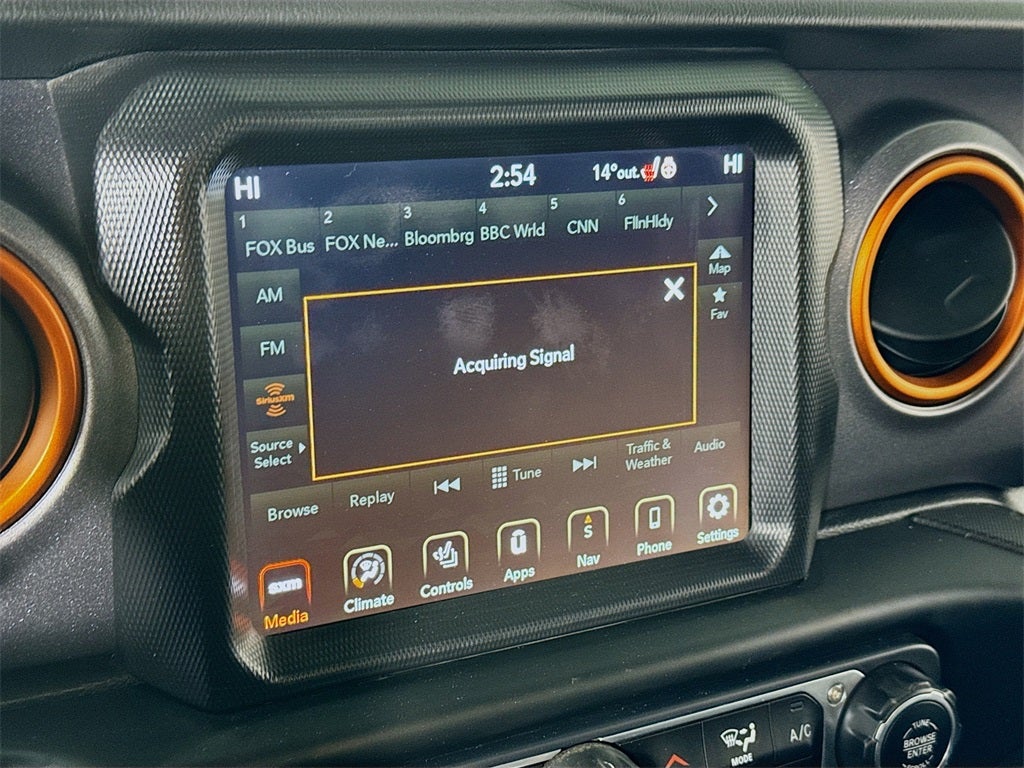 HI 2:54 14°out. HI
1 2 3 4 5 6
FOX Bus FOX Ne... Bloombrg BBC Wrld CNN FlInHldy
AM
FM
SiriusXM
Source
Select
Map
Fav
Acquiring Signal
Browse Replay Tune Traffic &
Weather
Audio
sxm
Media Climate Controls Apps Nav Phone Settings
U
S
MODE
A/C
TUNE
BROWSE
ENTER
SCROLL